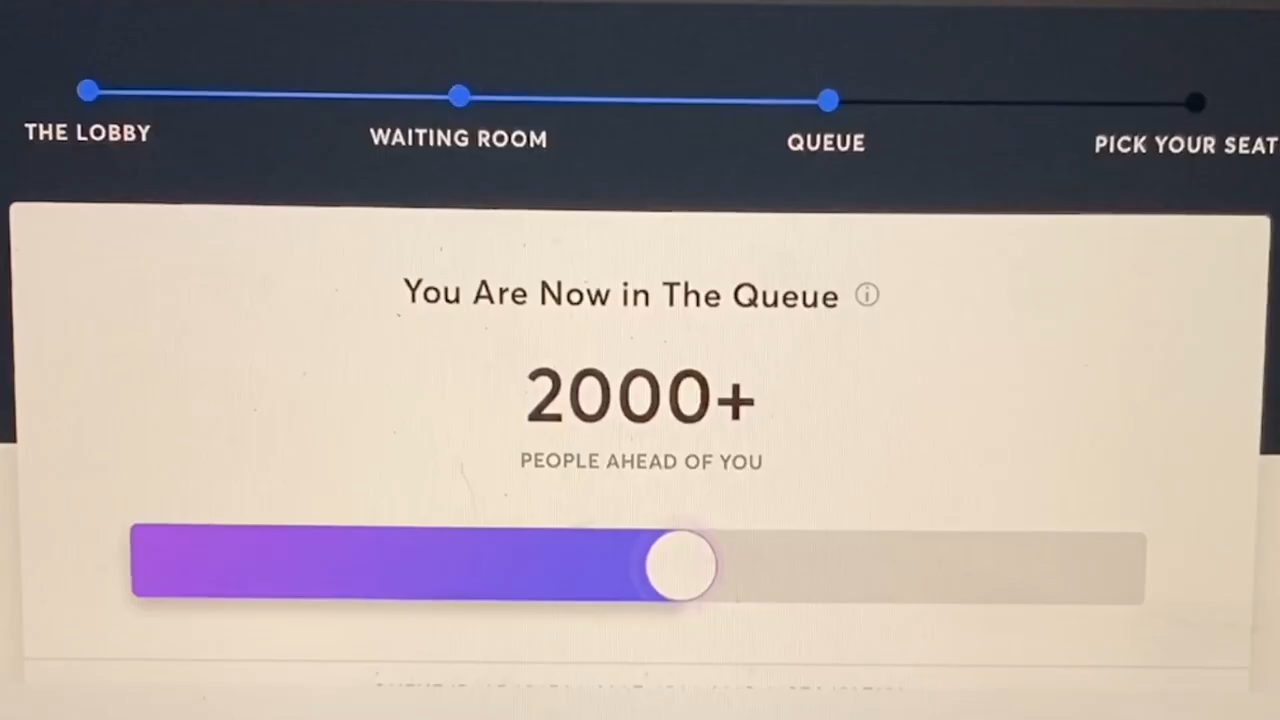 THE LOBBY
WAITING ROOM
QUEUE
PICK YOUR SEAT
You Are Now in The Queue
2000+
PEOPLE AHEAD OF YOU